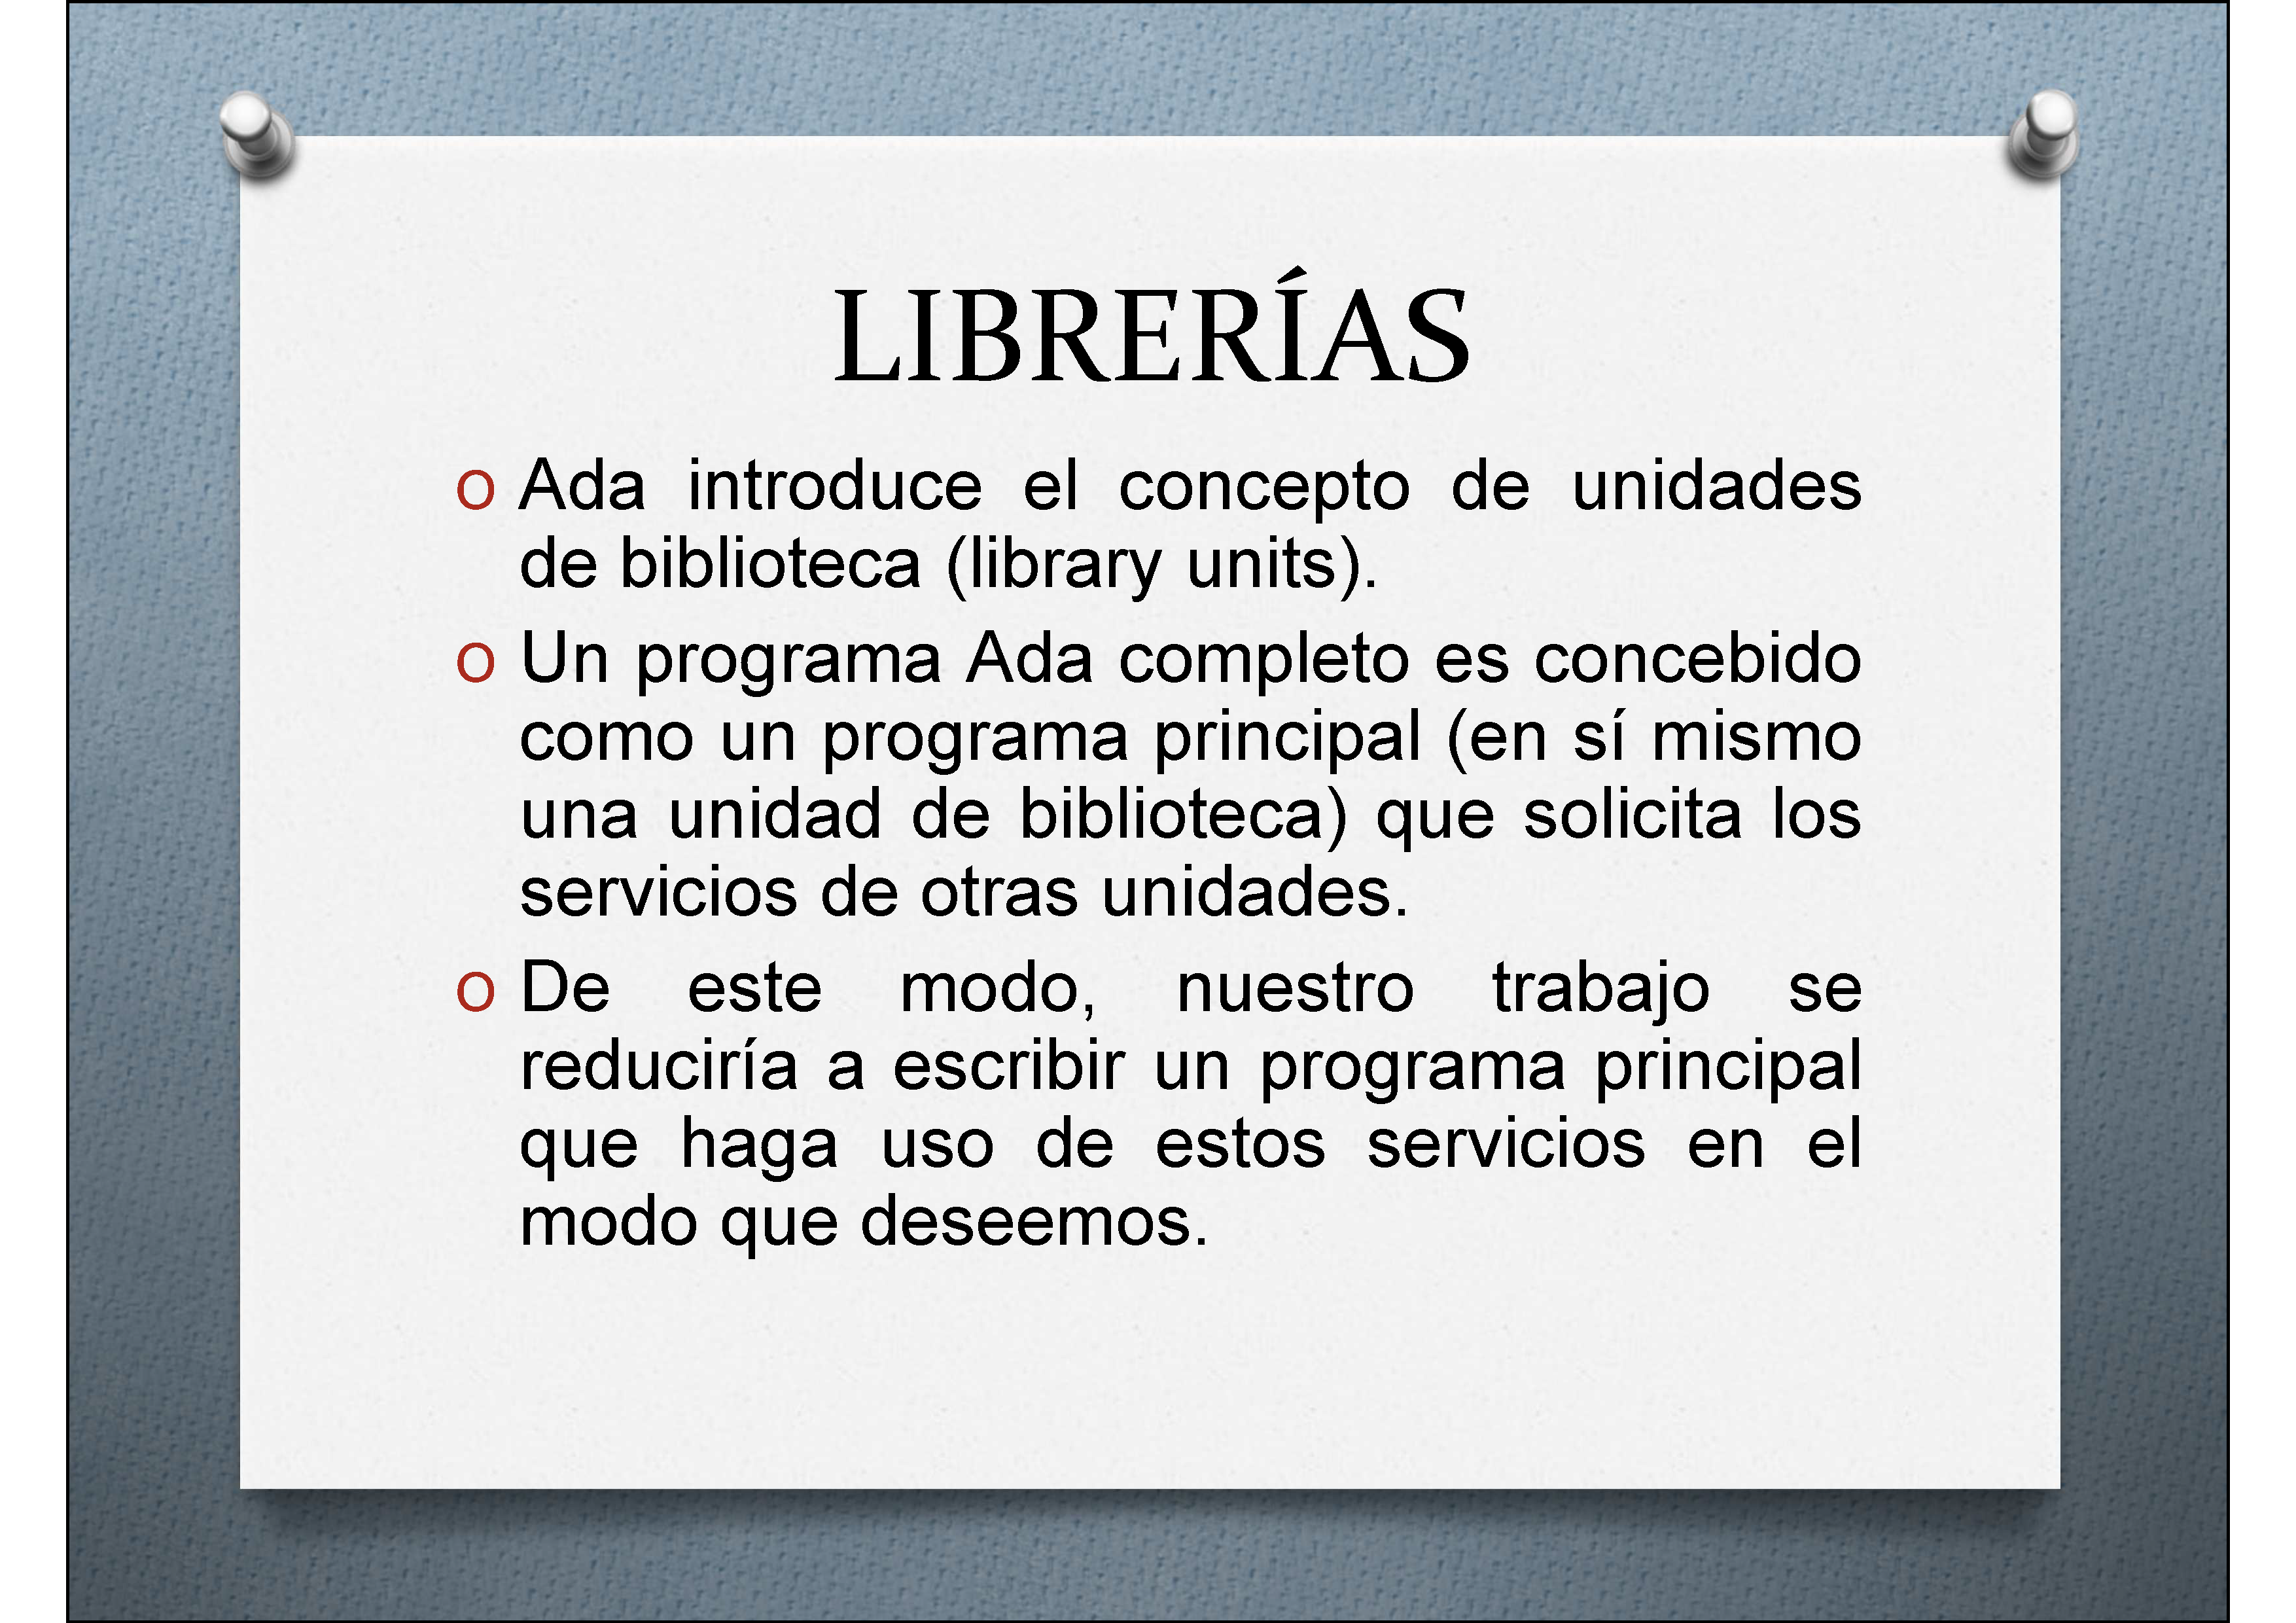 LIBRERÍAS
o Ada introduce el concepto de unidades
de biblioteca (library units).
o Un programa Ada completo es concebido
como un programa principal (en sí mismo
una unidad de biblioteca) que solicita los
servicios de otras unidades.
o De este modo, nuestro trabajo se
reduciría a escribir un programa principal
que haga uso de estos servicios en el
modo que deseemos.